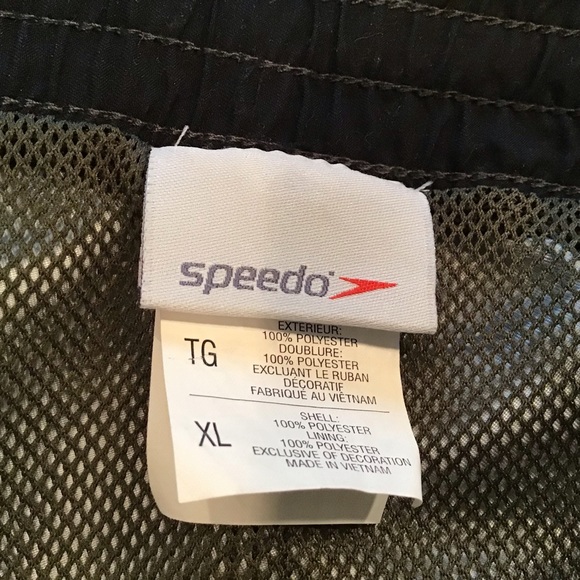 speedo
TG
EXTERIEUR:
100% POLYESTER
DOUBLURE:
100% POLYESTER
EXCLUANT LE RUBAN
DÉCORATIF
FABRIQUÉ AU VIÊTNAM
XL
SHELL:
100% POLYESTER
LINING:
100% POLYESTER
EXCLUSIVE OF DECORATION
MADE IN VIETNAM